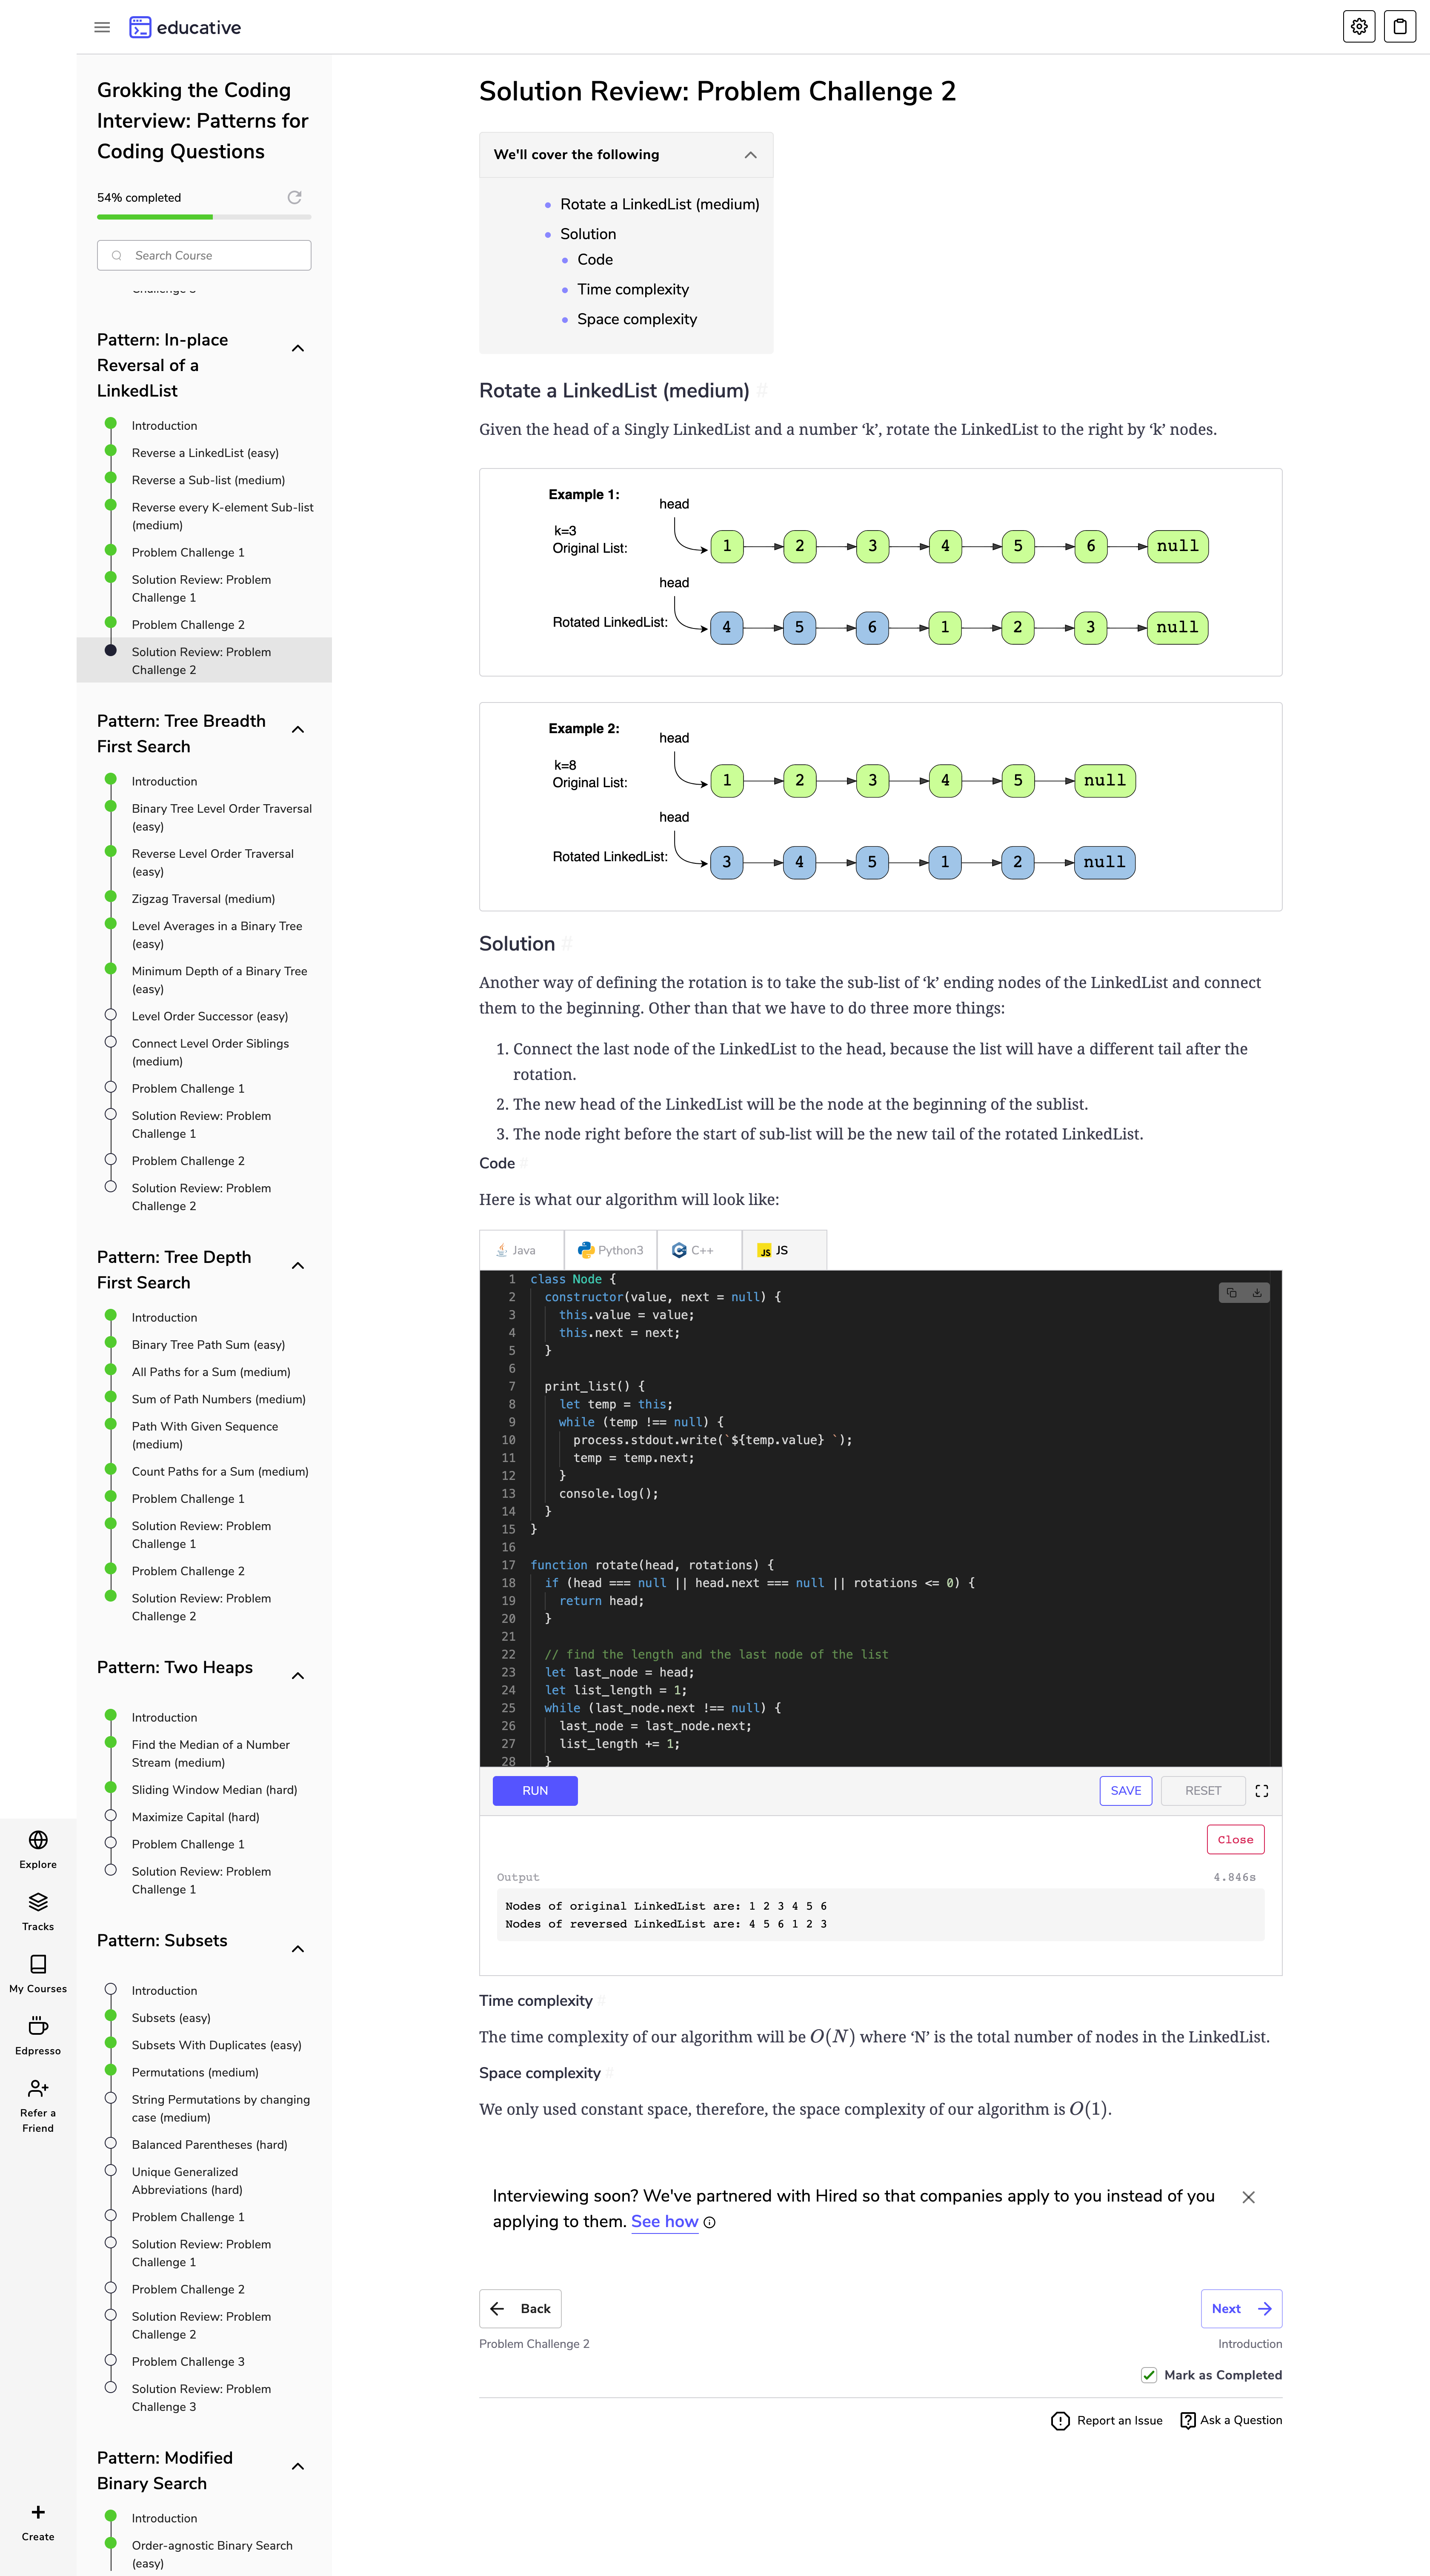 educative
Grokking the Coding
Interview: Patterns for
Coding Questions
54% completed
Search Course
Challenge 3
Pattern: In-place
Reversal of a
LinkedList
Introduction
Reverse a LinkedList (easy)
Reverse a Sub-list (medium)
Reverse every K-element Sub-list
(medium)
Problem Challenge 1
Solution Review: Problem
Challenge 1
Problem Challenge 2
Solution Review: Problem
Challenge 2
Pattern: Tree Breadth
First Search
Introduction
Binary Tree Level Order Traversal
(easy)
Reverse Level Order Traversal
(easy)
Zigzag Traversal (medium)
Level Averages in a Binary Tree
(easy)
Minimum Depth of a Binary Tree
(easy)
Level Order Successor (easy)
Connect Level Order Siblings
(medium)
Problem Challenge 1
Solution Review: Problem
Challenge 1
Problem Challenge 2
Solution Review: Problem
Challenge 2
Pattern: Tree Depth
First Search
Introduction
Binary Tree Path Sum (easy)
All Paths for a Sum (medium)
Sum of Path Numbers (medium)
Path With Given Sequence
(medium)
Count Paths for a Sum (medium)
Problem Challenge 1
Solution Review: Problem
Challenge 1
Problem Challenge 2
Solution Review: Problem
Challenge 2
Pattern: Two Heaps
Introduction
Find the Median of a Number
Stream (medium)
Sliding Window Median (hard)
Maximize Capital (hard)
Problem Challenge 1
Solution Review: Problem
Challenge 1
Pattern: Subsets
Introduction
Subsets (easy)
Subsets With Duplicates (easy)
Permutations (medium)
String Permutations by changing
case (medium)
Balanced Parentheses (hard)
Unique Generalized
Abbreviations (hard)
Problem Challenge 1
Solution Review: Problem
Challenge 1
Problem Challenge 2
Solution Review: Problem
Challenge 2
Problem Challenge 3
Solution Review: Problem
Challenge 3
Pattern: Modified
Binary Search
Introduction
Order-agnostic Binary Search
(easy)
Explore
Tracks
My Courses
Edpresso
Refer a
Friend
Create
Solution Review: Problem Challenge 2
We'll cover the following
Rotate a LinkedList (medium)
Solution
Code
Time complexity
Space complexity
Rotate a LinkedList (medium) #
Given the head of a Singly LinkedList and a number ‘k’, rotate the LinkedList to the right by ‘k’ nodes.
Example 1:
head
k=3
Original List: 1 2 3 4 5 6 null
head
Rotated LinkedList: 4 5 6 1 2 3 null
Example 2:
head
k=8
Original List: 1 2 3 4 5 null
head
Rotated LinkedList: 3 4 5 1 2 null
Solution #
Another way of defining the rotation is to take the sub-list of ‘k’ ending nodes of the LinkedList and connect
them to the beginning. Other than that we have to do three more things:
1. Connect the last node of the LinkedList to the head, because the list will have a different tail after the
rotation.
2. The new head of the LinkedList will be the node at the beginning of the sublist.
3. The node right before the start of sub-list will be the new tail of the rotated LinkedList.
Code #
Here is what our algorithm will look like:
Java Python3 C++ JS JS
1 class Node {
2 constructor(value, next = null) {
3 this.value = value;
4 this.next = next;
5 }
6
7 print_list() {
8 let temp = this;
9 while (temp !== null) {
10 process.stdout.write(`${temp.value} `);
11 temp = temp.next;
12 }
13 console.log();
14 }
15 }
16
17 function rotate(head, rotations) {
18 if (head === null || head.next === null || rotations <= 0) {
19 return head;
20 }
21
22 // find the length and the last node of the list
23 let last_node = head;
24 let list_length = 1;
25 while (last_node.next !== null) {
26 last_node = last_node.next;
27 list_length += 1;
28 }
RUN SAVE RESET
Close
Output 4.846s
Nodes of original LinkedList are: 1 2 3 4 5 6
Nodes of reversed LinkedList are: 4 5 6 1 2 3
Time complexity #
The time complexity of our algorithm will be O(N) where ‘N’ is the total number of nodes in the LinkedList.
Space complexity #
We only used constant space, therefore, the space complexity of our algorithm is O(1).
Interviewing soon? We've partnered with Hired so that companies apply to you instead of you
applying to them. See how
Back Next
Problem Challenge 2 Introduction
Mark as Completed
Report an Issue Ask a Question